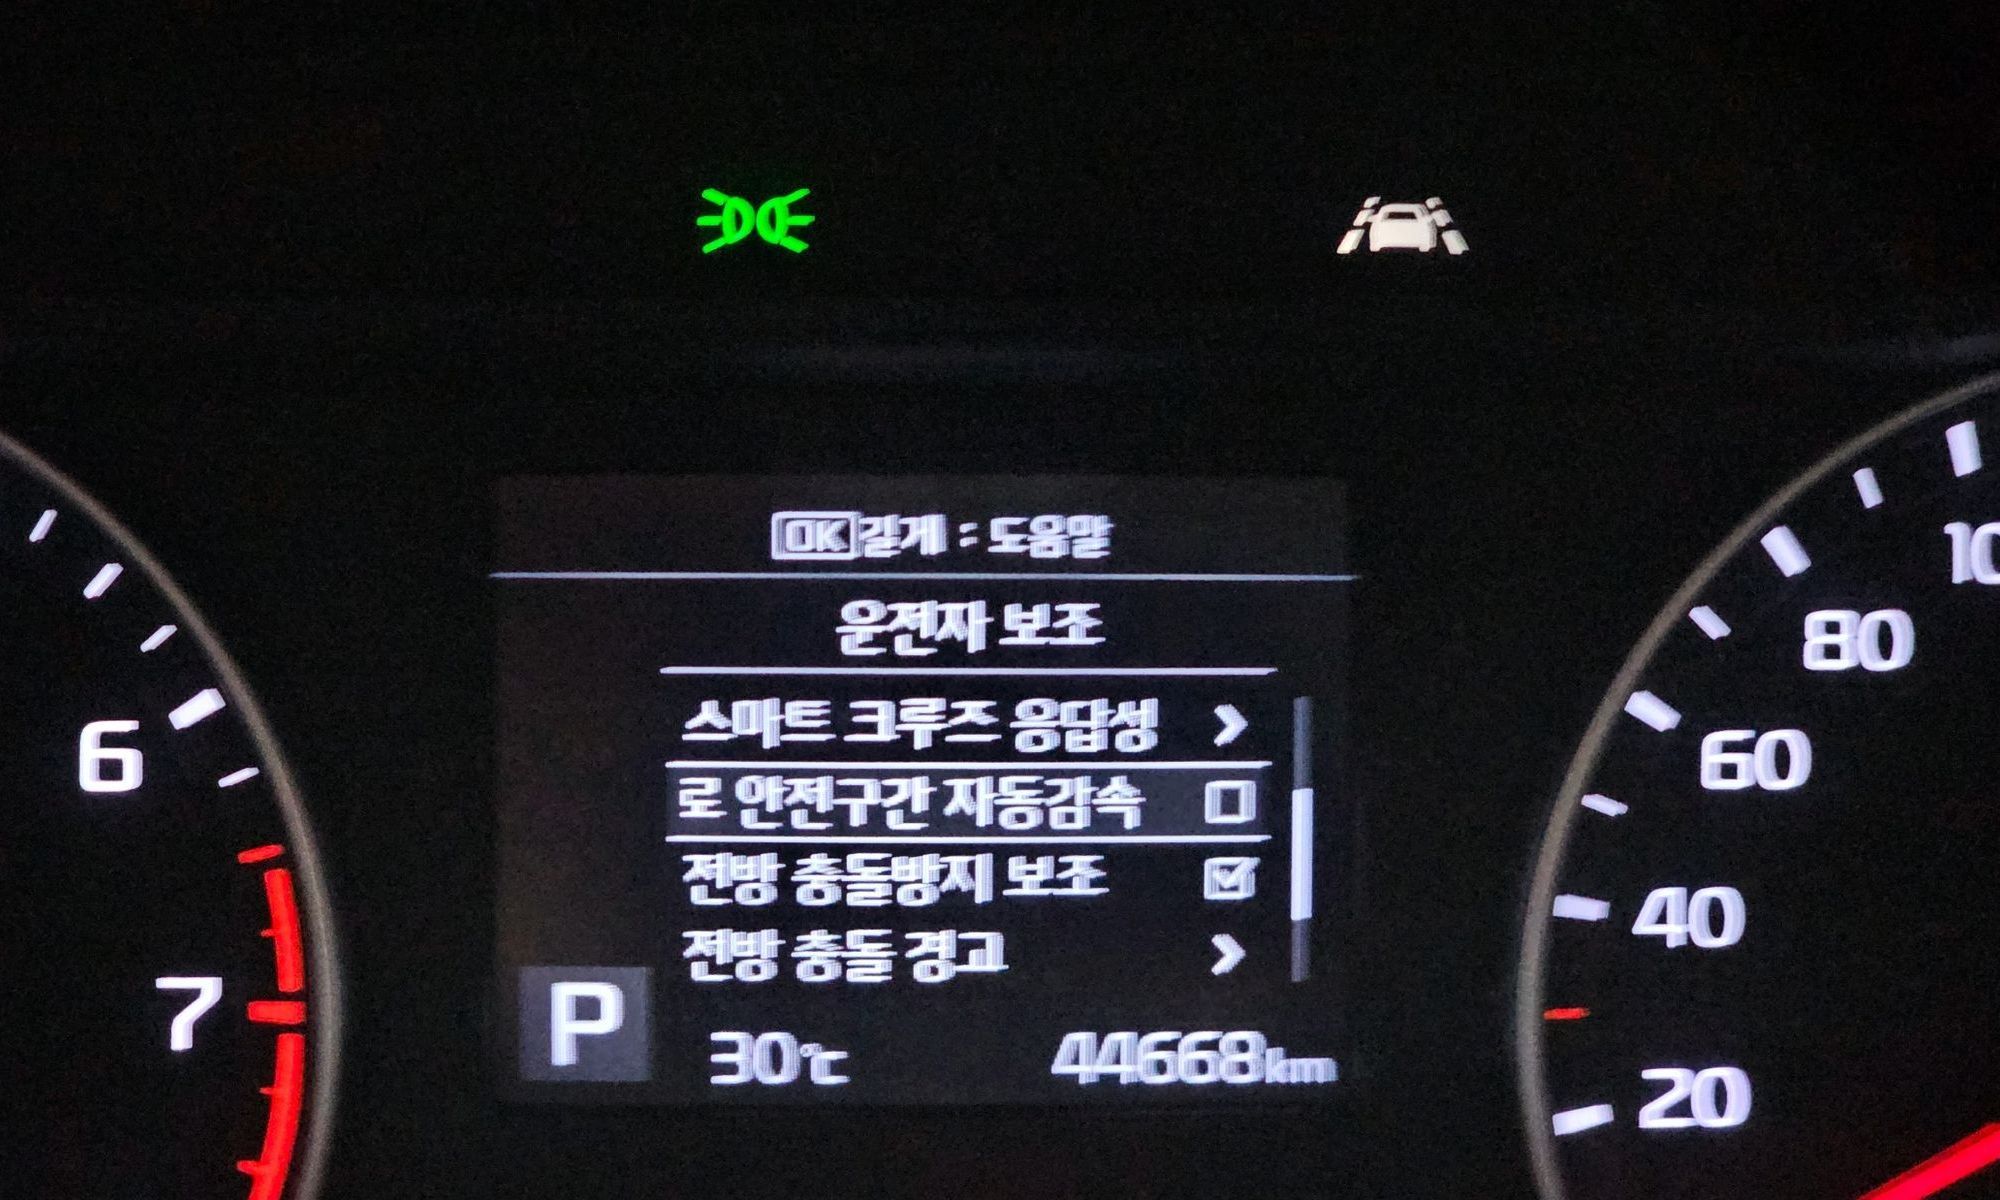 OK길게 : 도움말
운전자 보조
스마트 크루즈 응답성
로 안전구간 자동감속
전방 충돌방지 보조
전방 충돌 경고
P
30℃ 44668km
6
7
10
80
60
40
20